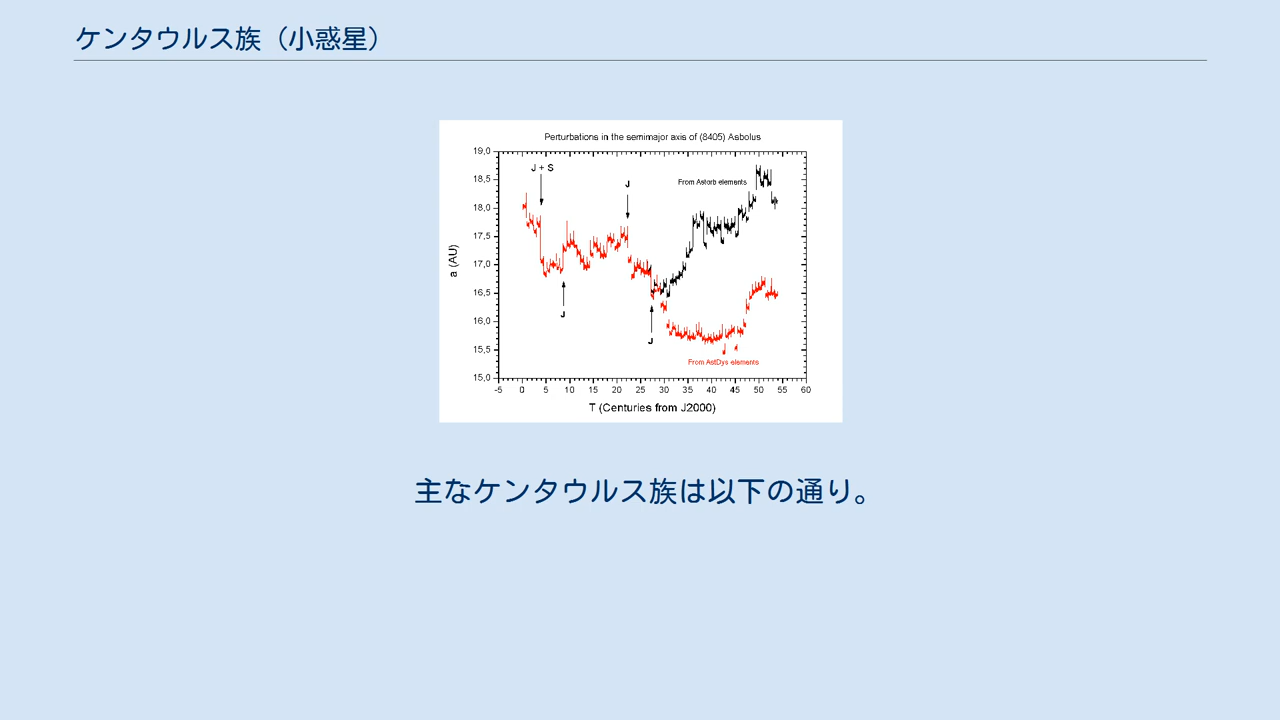 ケンタウルス族（小惑星）
Perturbations in the semimajor axis of (8405) Asbolus
19,0
18,5
18,0
17,5
17,0
16,5
16,0
15,5
15,0
a (AU)
J + S
J
J
J
From Astorb elements
From AstDys elements
-5 0 5 10 15 20 25 30 35 40 45 50 55 60
T (Centuries from J2000)
主なケンタウルス族は以下の通り。